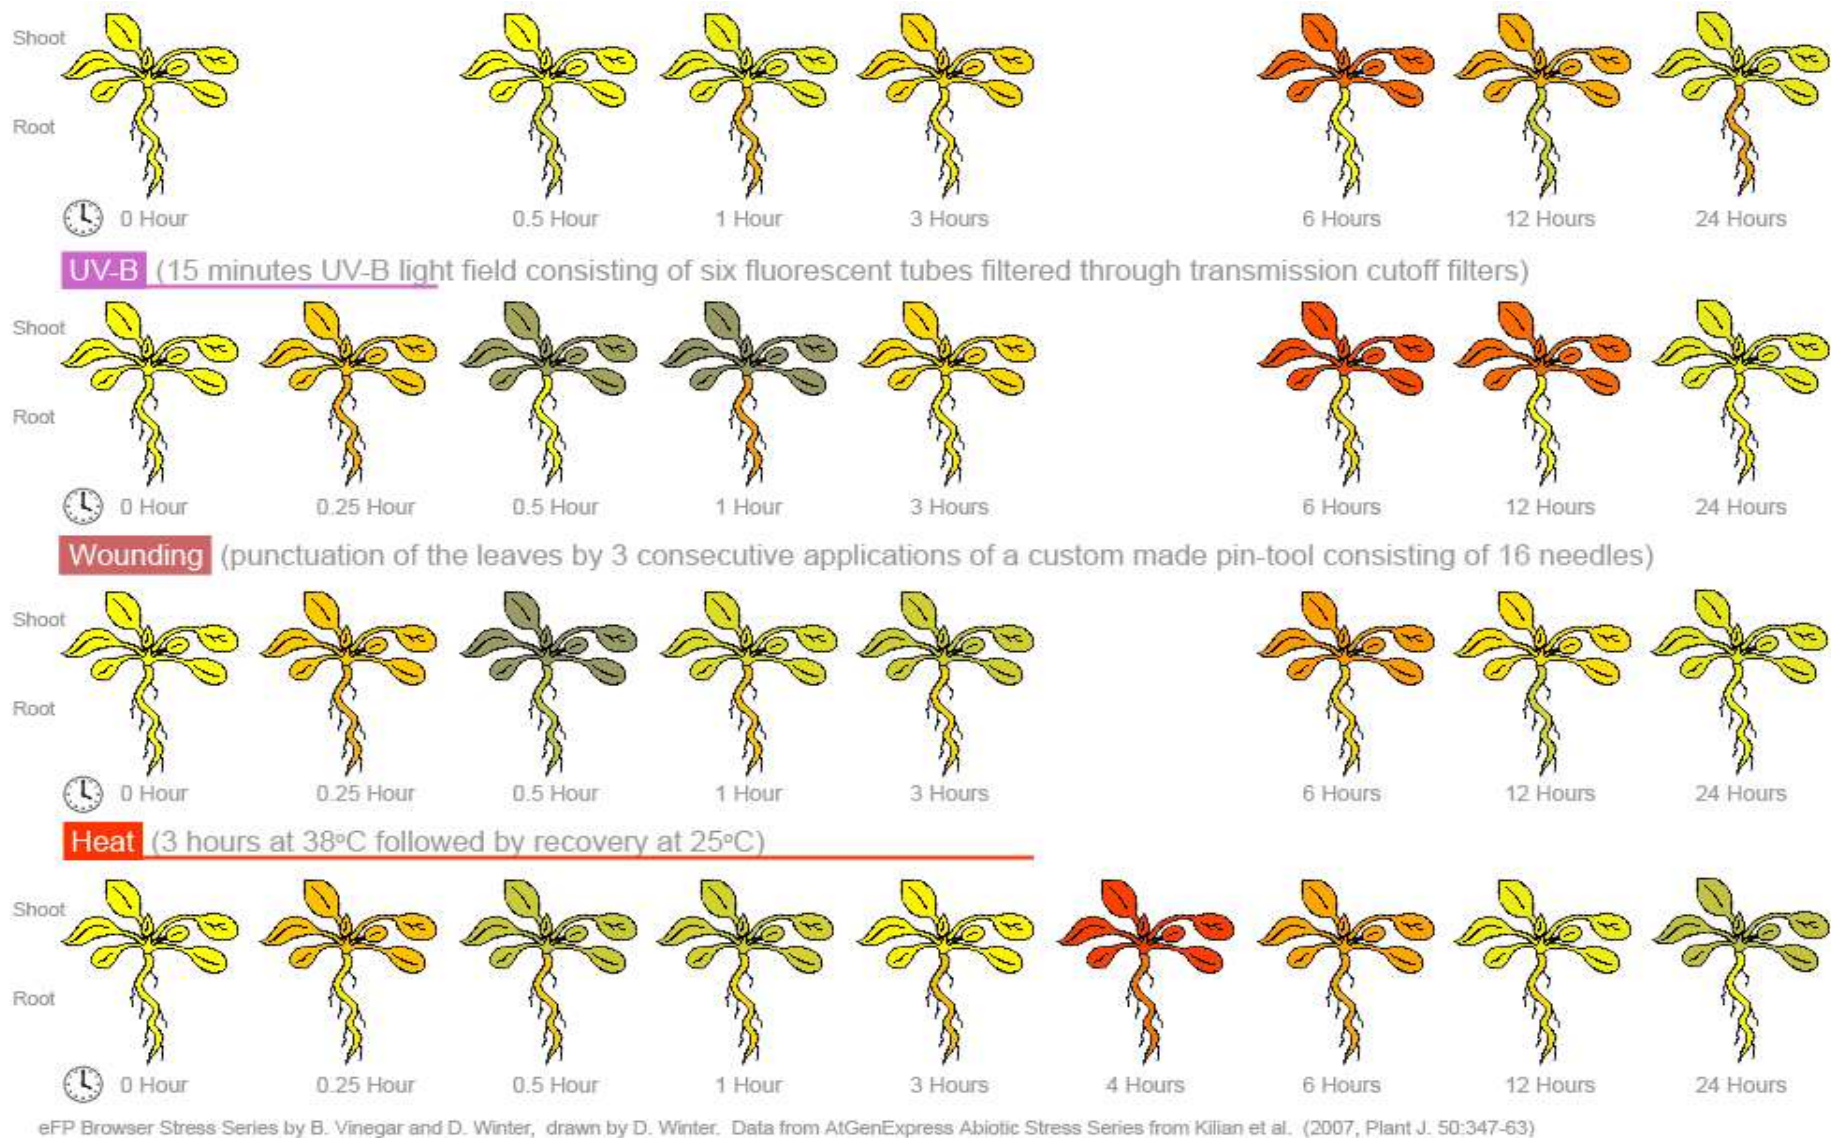 Shoot
Root
0 Hour 0.5 Hour 1 Hour 3 Hours 6 Hours 12 Hours 24 Hours
UV-B (15 minutes UV-B light field consisting of six fluorescent tubes filtered through transmission cutoff filters)
Shoot
Root
0 Hour 0.25 Hour 0.5 Hour 1 Hour 3 Hours 6 Hours 12 Hours 24 Hours
Wounding (punctuation of the leaves by 3 consecutive applications of a custom made pin-tool consisting of 16 needles)
Shoot
Root
0 Hour 0.25 Hour 0.5 Hour 1 Hour 3 Hours 6 Hours 12 Hours 24 Hours
Heat (3 hours at 38°C followed by recovery at 25°C)
Shoot
Root
0 Hour 0.25 Hour 0.5 Hour 1 Hour 3 Hours 4 Hours 6 Hours 12 Hours 24 Hours
eFP Browser Stress Series by B. Vinegar and D. Winter, drawn by D. Winter. Data from AtGenExpress Abiotic Stress Series from Kilian et al. (2007, Plant J. 50:347-63)